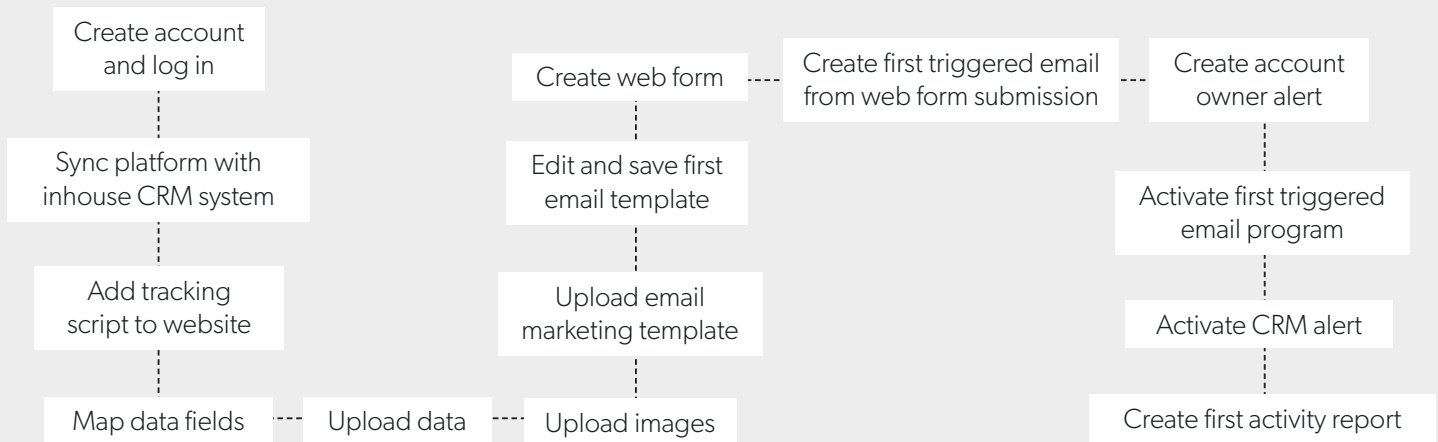 Create account
and log in
Sync platform with
inhouse CRM system
Add tracking
script to website
Map data fields
Upload data
Upload images
Upload email
marketing template
Edit and save first
email template
Create web form
Create first triggered email
from web form submission
Create account
owner alert
Activate first triggered
email program
Activate CRM alert
Create first activity report